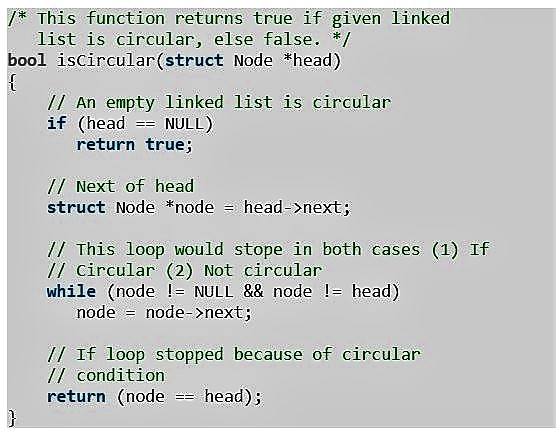 /* This function returns true if given linked
   list is circular, else false. */
bool isCircular(struct Node *head)
{
    // An empty linked list is circular
    if (head == NULL)
       return true;

    // Next of head
    struct Node *node = head->next;

    // This loop would stope in both cases (1) If
    // Circular (2) Not circular
    while (node != NULL && node != head)
       node = node->next;

    // If loop stopped because of circular
    // condition
    return (node == head);
}